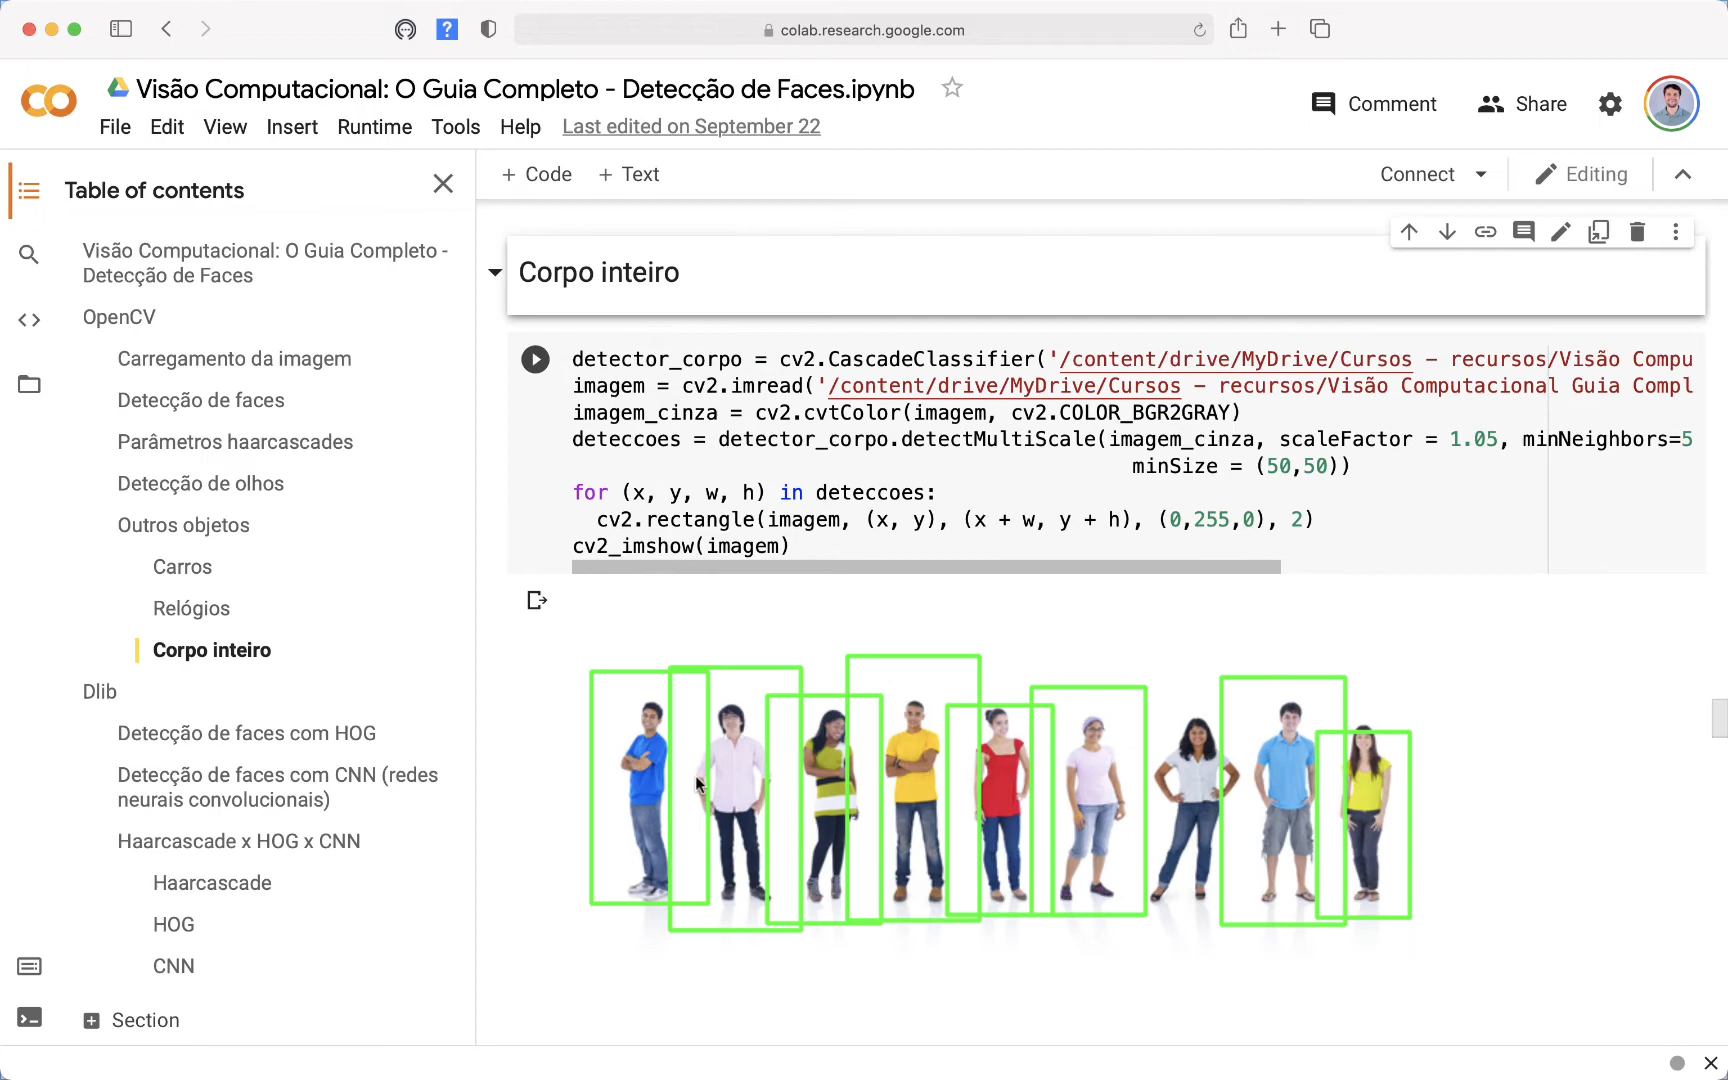 colab.research.google.com
Visão Computacional: O Guia Completo - Detecção de Faces.ipynb
Comment
Share
File Edit View Insert Runtime Tools Help Last edited on September 22
Table of contents
+ Code + Text
Connect
Editing
Visão Computacional: O Guia Completo -
Detecção de Faces
OpenCV
Carregamento da imagem
Detecção de faces
Parâmetros haarcascades
Detecção de olhos
Outros objetos
Carros
Relógios
Corpo inteiro
Dlib
Detecção de faces com HOG
Detecção de faces com CNN (redes
neurais convolucionais)
Haarcascade x HOG x CNN
Haarcascade
HOG
CNN
Section
Corpo inteiro
detector_corpo = cv2.CascadeClassifier('/content/drive/MyDrive/Cursos - recursos/Visão Compu
imagem = cv2.imread('/content/drive/MyDrive/Cursos - recursos/Visão Computacional Guia Compl
imagem_cinza = cv2.cvtColor(imagem, cv2.COLOR_BGR2GRAY)
deteccoes = detector_corpo.detectMultiScale(imagem_cinza, scaleFactor = 1.05, minNeighbors=5
minSize = (50,50))
for (x, y, w, h) in deteccoes:
cv2.rectangle(imagem, (x, y), (x + w, y + h), (0,255,0), 2)
cv2_imshow(imagem)